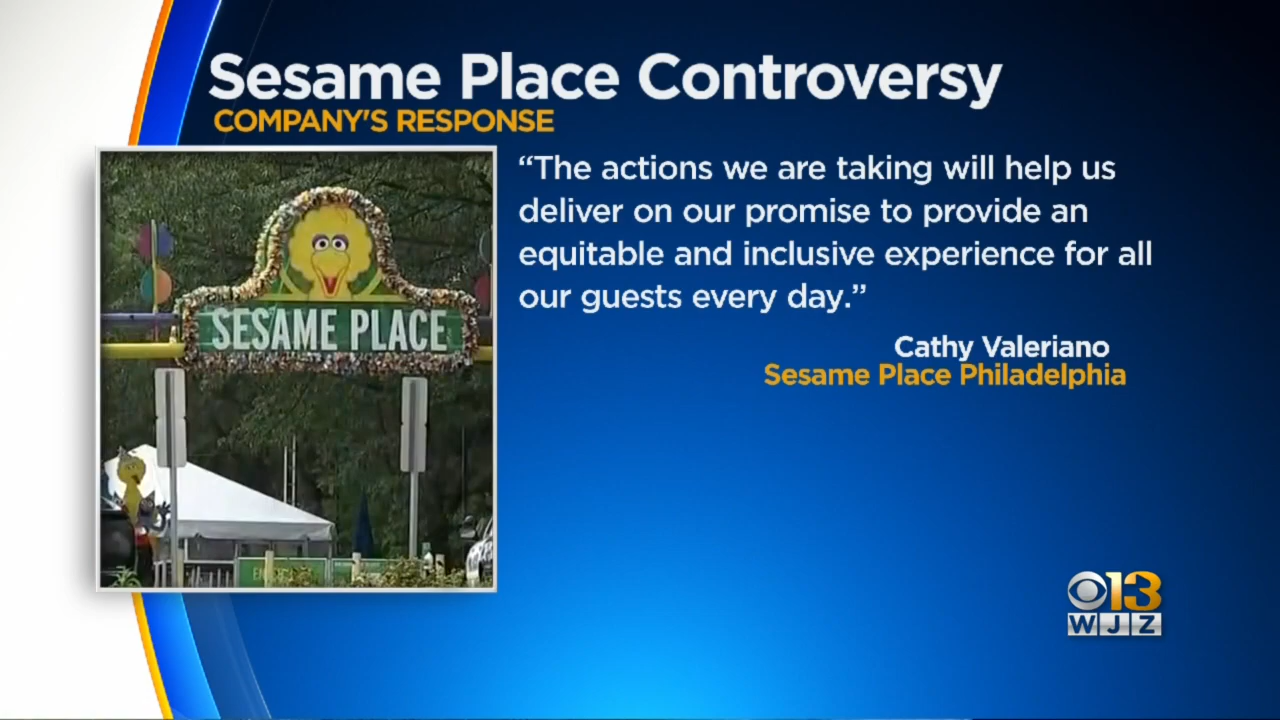 Sesame Place Controversy
COMPANY'S RESPONSE
“The actions we are taking will help us
deliver on our promise to provide an
equitable and inclusive experience for all
our guests every day.”
Cathy Valeriano
Sesame Place Philadelphia
SESAME PLACE
13
WJZ